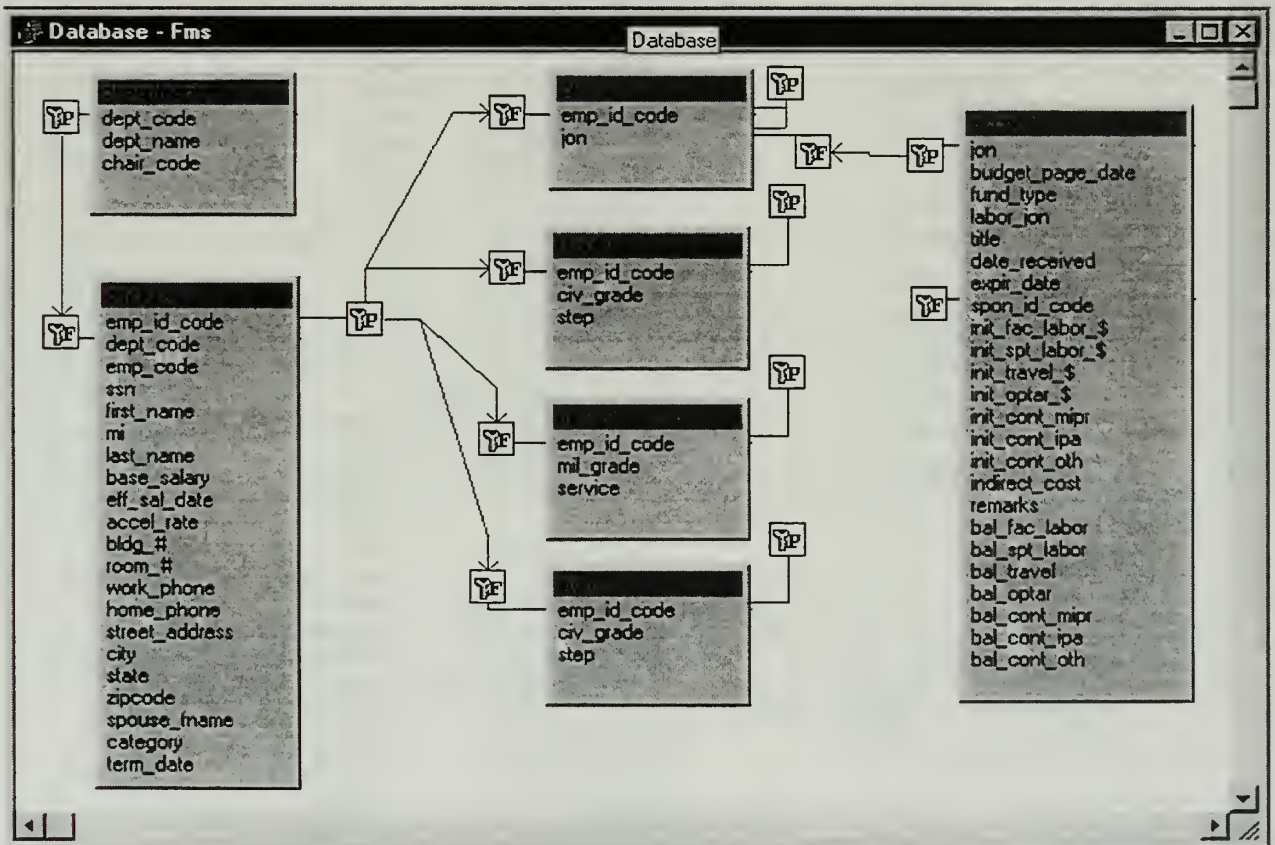 Database - Fms
Database
dept_code
dept_name
chair_code
emp_id_code
dept_code
emp_code
ssn
first_name
mi
last_name
base_salary
eff_sal_date
accel_rate
bldg_#
room_#
work_phone
home_phone
street_address
city
state
zipcode
spouse_fname
category
term_date
emp_id_code
jon
emp_id_code
civ_grade
step
emp_id_code
mil_grade
service
emp_id_code
civ_grade
step
jon
budget_page_date
fund_type
labor_jon
title
date_received
expir_date
spon_id_code
init_fac_labor_$
init_spt_labor_$
init_travel_$
init_optar_$
init_cont_mipr
init_cont_ipa
init_cont_oth
indirect_cost
remarks
bal_fac_labor
bal_spt_labor
bal_travel
bal_optar
bal_cont_mipr
bal_cont_ipa
bal_cont_oth
P
F
F
F
F
F
P
P
P
P
P
F
P
F